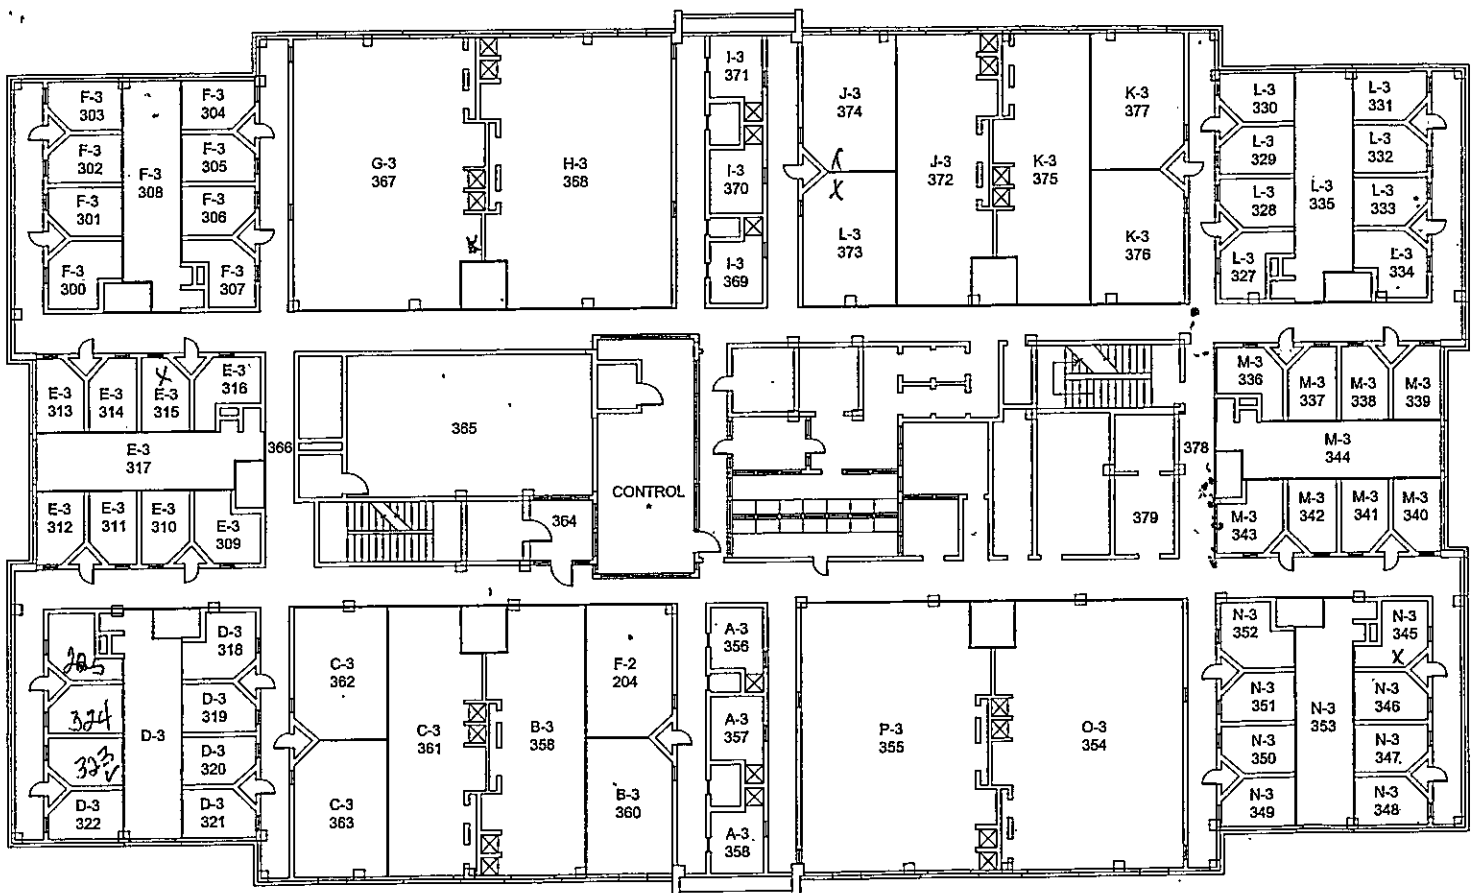 F-3
303
F-3
304
F-3
302
F-3
305
F-3
308
F-3
301
F-3
306
F-3
300
F-3
307
G-3
367
H-3
368
I-3
371
I-3
370
I-3
369
J-3
374
X
X
L-3
373
J-3
372
K-3
375
K-3
377
K-3
376
L-3
330
L-3
331
L-3
329
L-3
332
L-3
335
L-3
328
L-3
333
L-3
327
L-3
334
E-3
313
E-3
314
X
E-3
315
E-3
316
E-3
317
366
E-3
312
E-3
311
E-3
310
E-3
309
365
364
CONTROL
378
379
M-3
336
M-3
337
M-3
338
M-3
339
M-3
344
M-3
343
M-3
342
M-3
341
M-3
340
325
D-3
318
324
D-3
319
D-3
323
D-3
320
D-3
322
D-3
321
C-3
362
C-3
361
C-3
363
B-3
358
F-2
204
B-3
360
A-3
356
A-3
357
A-3
358
P-3
355
O-3
354
N-3
352
N-3
345
X
N-3
351
N-3
346
N-3
353
N-3
350
N-3
347
N-3
349
N-3
348